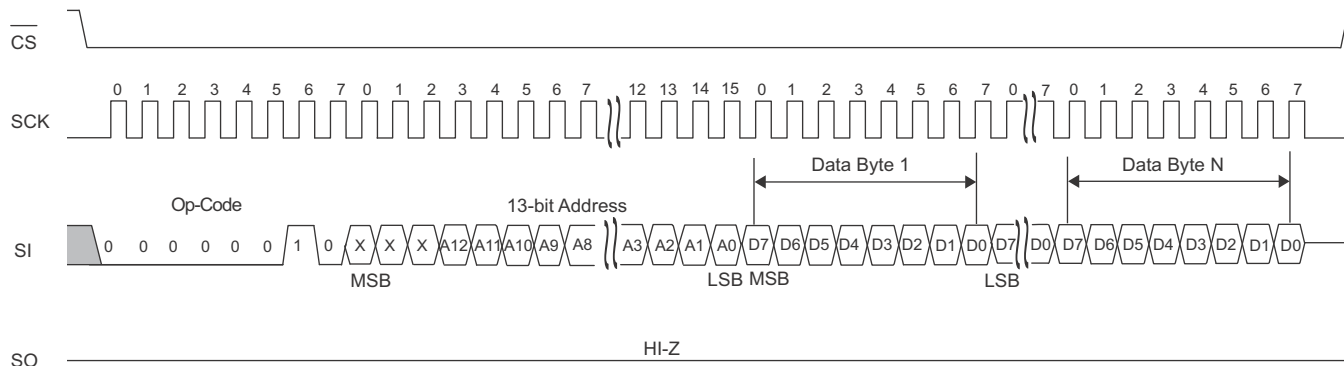 CS
0 1 2 3 4 5 6 7 0 1 2 3 4 5 6 7 12 13 14 15 0 1 2 3 4 5 6 7 0 7 0 1 2 3 4 5 6 7
SCK
Data Byte 1 Data Byte N
Op-Code 13-bit Address
SI 0 0 0 0 0 0 1 0 X X X A12 A11 A10 A9 A8 A3 A2 A1 A0 D7 D6 D5 D4 D3 D2 D1 D0 D7 D0 D7 D6 D5 D4 D3 D2 D1 D0
MSB LSB MSB LSB
HI-Z
SO